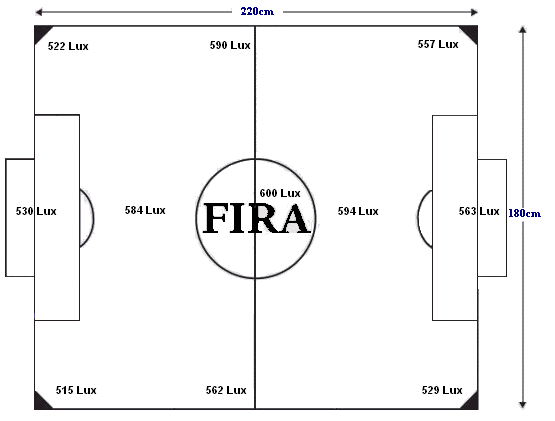 220cm
522 Lux
590 Lux
557 Lux
600 Lux
530 Lux
584 Lux
FIRA
594 Lux
563 Lux
180cm
515 Lux
562 Lux
529 Lux